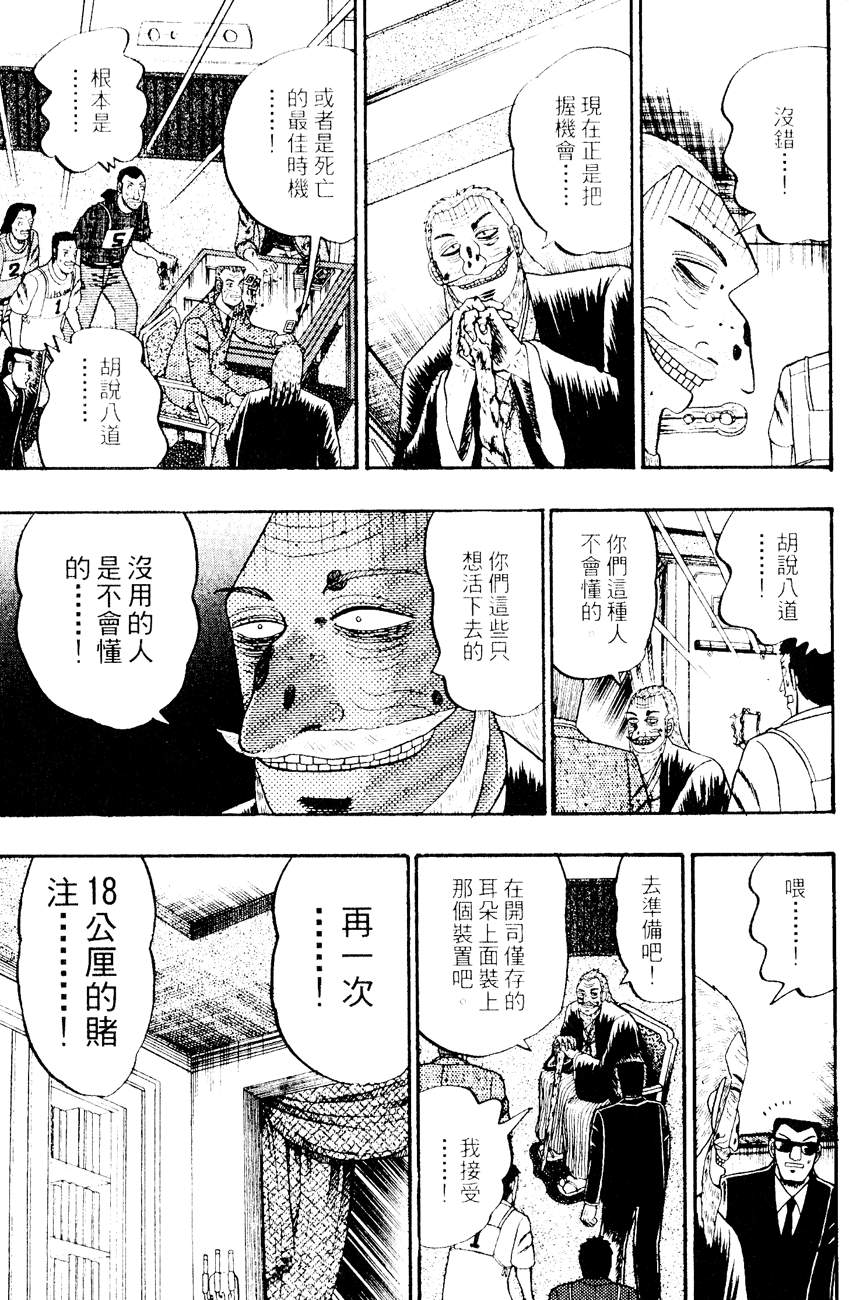 沒錯…！
現在正是把
握機會……
或者是死亡
的最佳時機
……！
根本是
………
胡說八道
………
5
2
1
胡說八道
……！
你們這種人
不會懂的。
你們這些只
想活下去的
沒用的人
是不會懂
的……！
喂……！
去準備吧！
在開司僅存的
耳朵上面裝上
那個裝置吧。
我接受
……！
再一次
……！
18公厘的賭
注………！